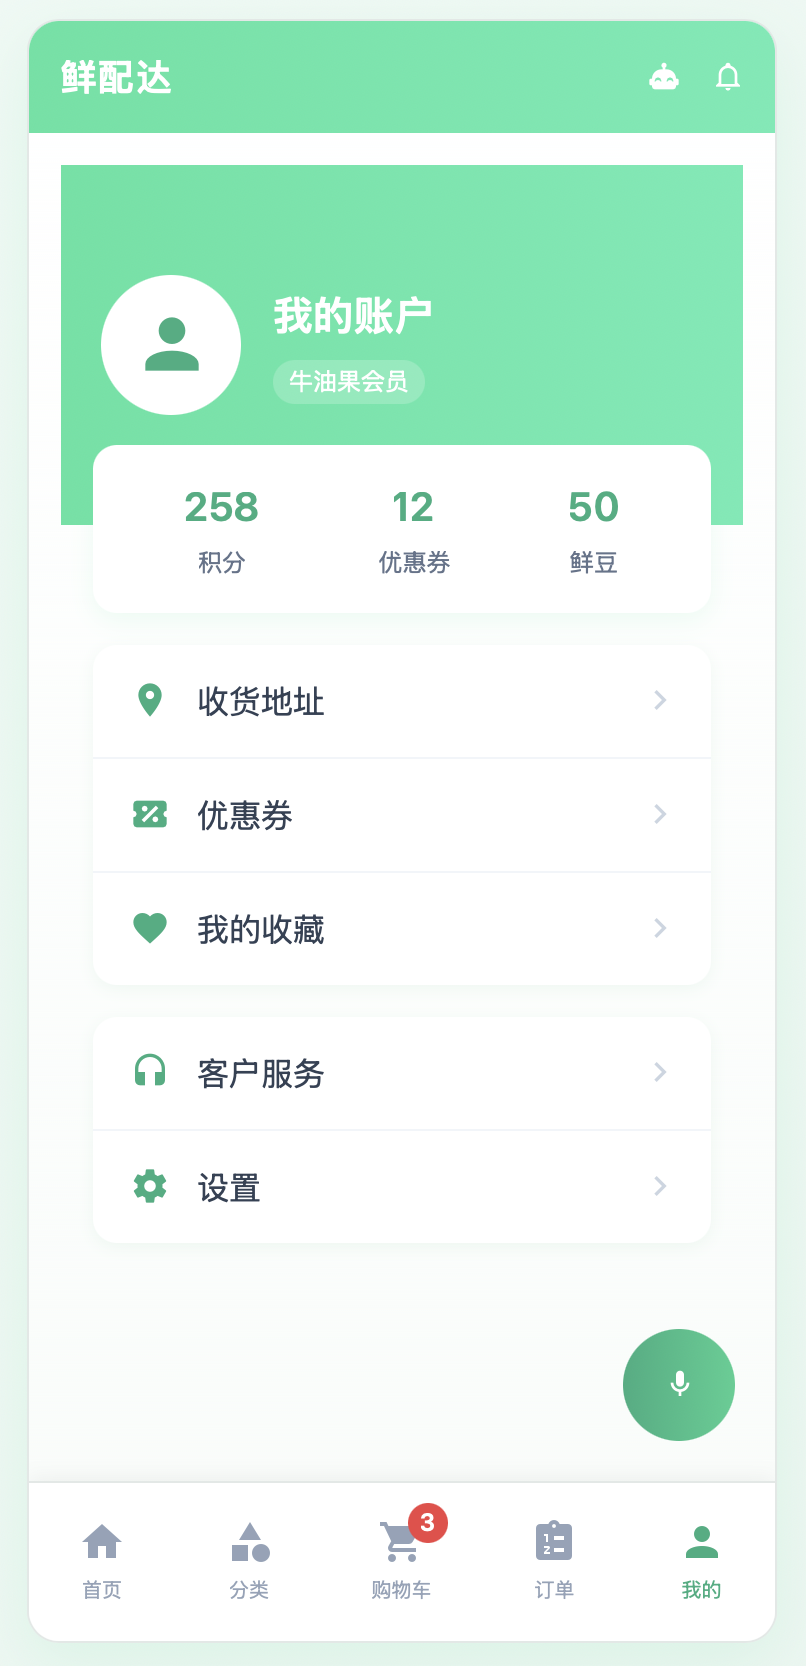 鲜配达
我的账户
牛油果会员
258 12 50
积分 优惠券 鲜豆
收货地址
优惠券
我的收藏
客户服务
设置
3
首页 分类 购物车 订单 我的